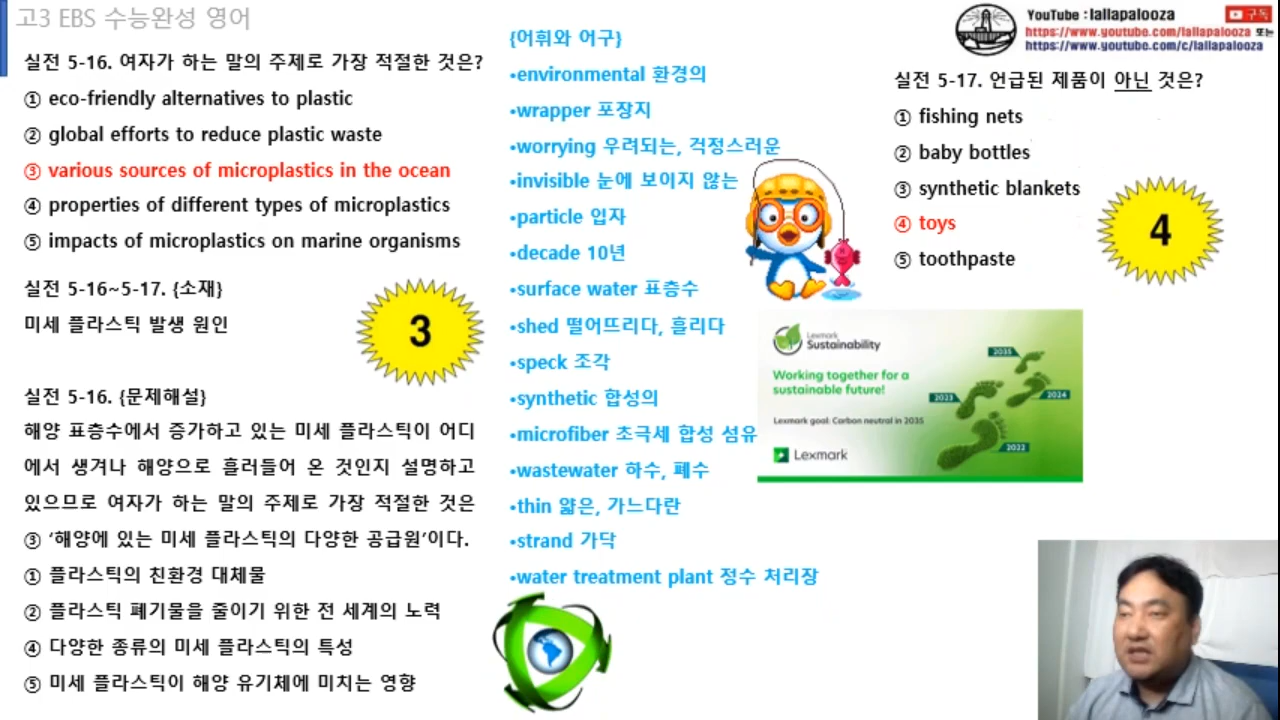 고3 EBS 수능완성 영어
실전 5-16. 여자가 하는 말의 주제로 가장 적절한 것은?
① eco-friendly alternatives to plastic
② global efforts to reduce plastic waste
③ various sources of microplastics in the ocean
④ properties of different types of microplastics
⑤ impacts of microplastics on marine organisms
실전 5-16~5-17. {소재}
미세 플라스틱 발생 원인
3
실전 5-16. {문제해설}
해양 표층수에서 증가하고 있는 미세 플라스틱이 어디
에서 생겨나 해양으로 흘러들어 온 것인지 설명하고
있으므로 여자가 하는 말의 주제로 가장 적절한 것은
③ ‘해양에 있는 미세 플라스틱의 다양한 공급원’이다.
① 플라스틱의 친환경 대체물
② 플라스틱 폐기물을 줄이기 위한 전 세계의 노력
④ 다양한 종류의 미세 플라스틱의 특성
⑤ 미세 플라스틱이 해양 유기체에 미치는 영향
{어휘와 어구}
•environmental 환경의
•wrapper 포장지
•worrying 우려되는, 걱정스러운
•invisible 눈에 보이지 않는
•particle 입자
•decade 10년
•surface water 표층수
•shed 떨어뜨리다, 흘리다
•speck 조각
•synthetic 합성의
•microfiber 초극세 합성 섬유
•wastewater 하수, 폐수
•thin 얇은, 가느다란
•strand 가닥
•water treatment plant 정수 처리장
YouTube : lallapalooza
구독
https://www.youtube.com/lallapalooza 또는
https://www.youtube.com/c/lallapalooza
실전 5-17. 언급된 제품이 아닌 것은?
① fishing nets
② baby bottles
③ synthetic blankets
④ toys
⑤ toothpaste
4
Lexmark
Sustainability
Working together for a
sustainable future!
Lexmark goal: Carbon neutral in 2035
Lexmark
2035
2024
2023
2022